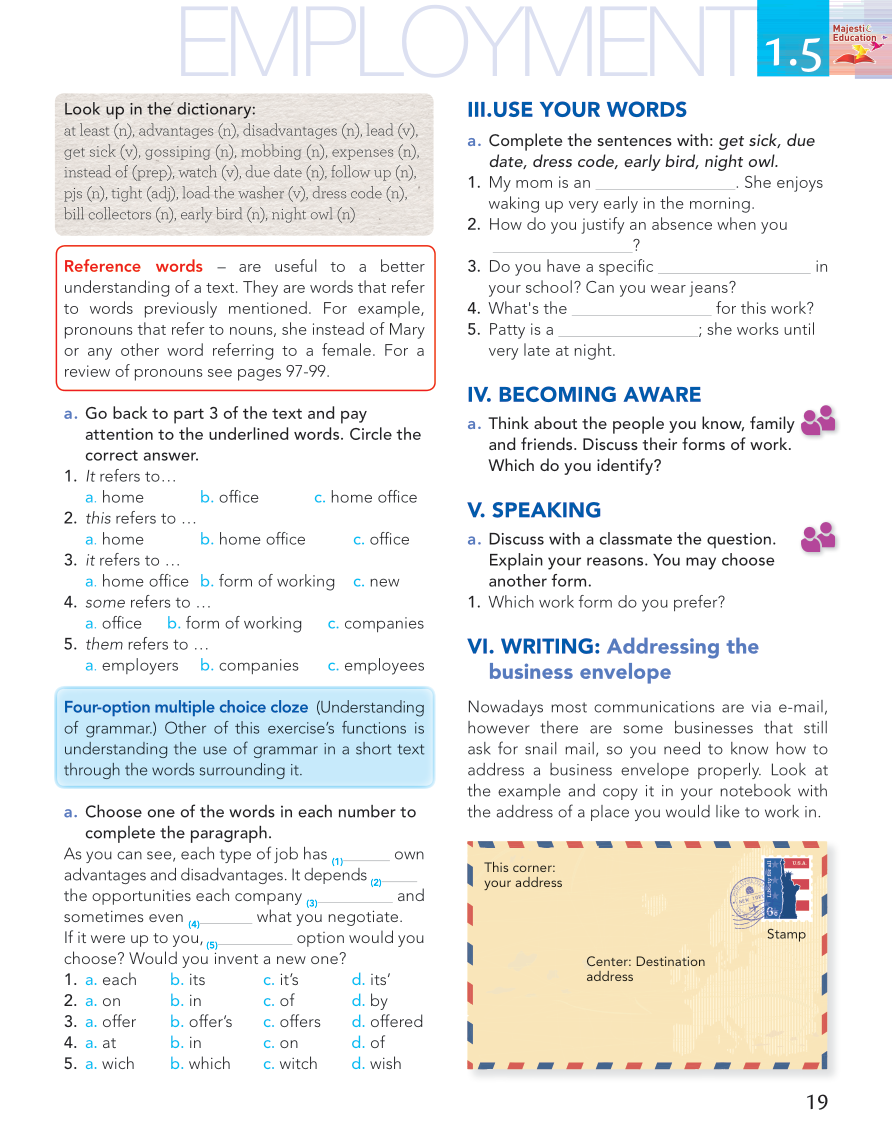 EMPLOYMENT
1.5
Majestic
Education
Look up in the dictionary:
at least (n), advantages (n), disadvantages (n), lead (v),
get sick (v), gossiping (n), mobbing (n), expenses (n),
instead of (prep), watch (v), due date (n), follow up (n),
pjs (n), tight (adj), load the washer (v), dress code (n),
bill collectors (n), early bird (n), night owl (n)
Reference words – are useful to a better
understanding of a text. They are words that refer
to words previously mentioned. For example,
pronouns that refer to nouns, she instead of Mary
or any other word referring to a female. For a
review of pronouns see pages 97-99.
a. Go back to part 3 of the text and pay
attention to the underlined words. Circle the
correct answer.
1. It refers to…
a. home b. office c. home office
2. this refers to …
a. home b. home office c. office
3. it refers to …
a. home office b. form of working c. new
4. some refers to …
a. office b. form of working c. companies
5. them refers to …
a. employers b. companies c. employees
Four-option multiple choice cloze (Understanding
of grammar.) Other of this exercise’s functions is
understanding the use of grammar in a short text
through the words surrounding it.
a. Choose one of the words in each number to
complete the paragraph.
As you can see, each type of job has (1)________ own
advantages and disadvantages. It depends (2)______
the opportunities each company (3)____________ and
sometimes even (4)________ what you negotiate.
If it were up to you, (5)____________ option would you
choose? Would you invent a new one?
1. a. each b. its c. it’s d. its’
2. a. on b. in c. of d. by
3. a. offer b. offer’s c. offers d. offered
4. a. at b. in c. on d. of
5. a. wich b. which c. witch d. wish
III.USE YOUR WORDS
a. Complete the sentences with: get sick, due
date, dress code, early bird, night owl.
1. My mom is an ________________. She enjoys
waking up very early in the morning.
2. How do you justify an absence when you
________________?
3. Do you have a specific ________________ in
your school? Can you wear jeans?
4. What's the ________________ for this work?
5. Patty is a ________________; she works until
very late at night.
IV. BECOMING AWARE
a. Think about the people you know, family
and friends. Discuss their forms of work.
Which do you identify?
V. SPEAKING
a. Discuss with a classmate the question.
Explain your reasons. You may choose
another form.
1. Which work form do you prefer?
VI. WRITING: Addressing the
business envelope
Nowadays most communications are via e-mail,
however there are some businesses that still
ask for snail mail, so you need to know how to
address a business envelope properly. Look at
the example and copy it in your notebook with
the address of a place you would like to work in.
This corner:
your address
U.S.A.
Stamp
Center: Destination
address
19